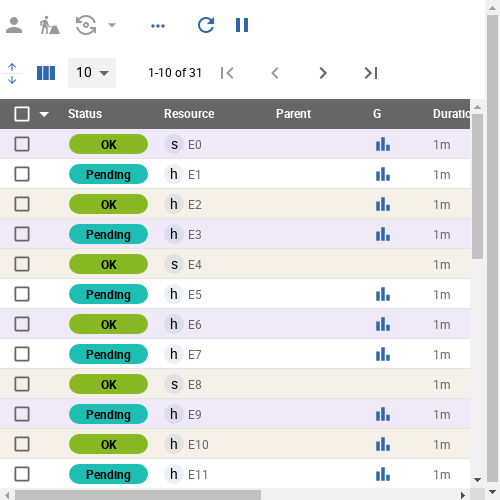 10 1-10 of 31
Status Resource Parent G Duratio
OK s E0 1m
Pending h E1 1m
OK h E2 1m
Pending h E3 1m
OK s E4 1m
Pending h E5 1m
OK h E6 1m
Pending h E7 1m
OK s E8 1m
Pending h E9 1m
OK h E10 1m
Pending h E11 1m